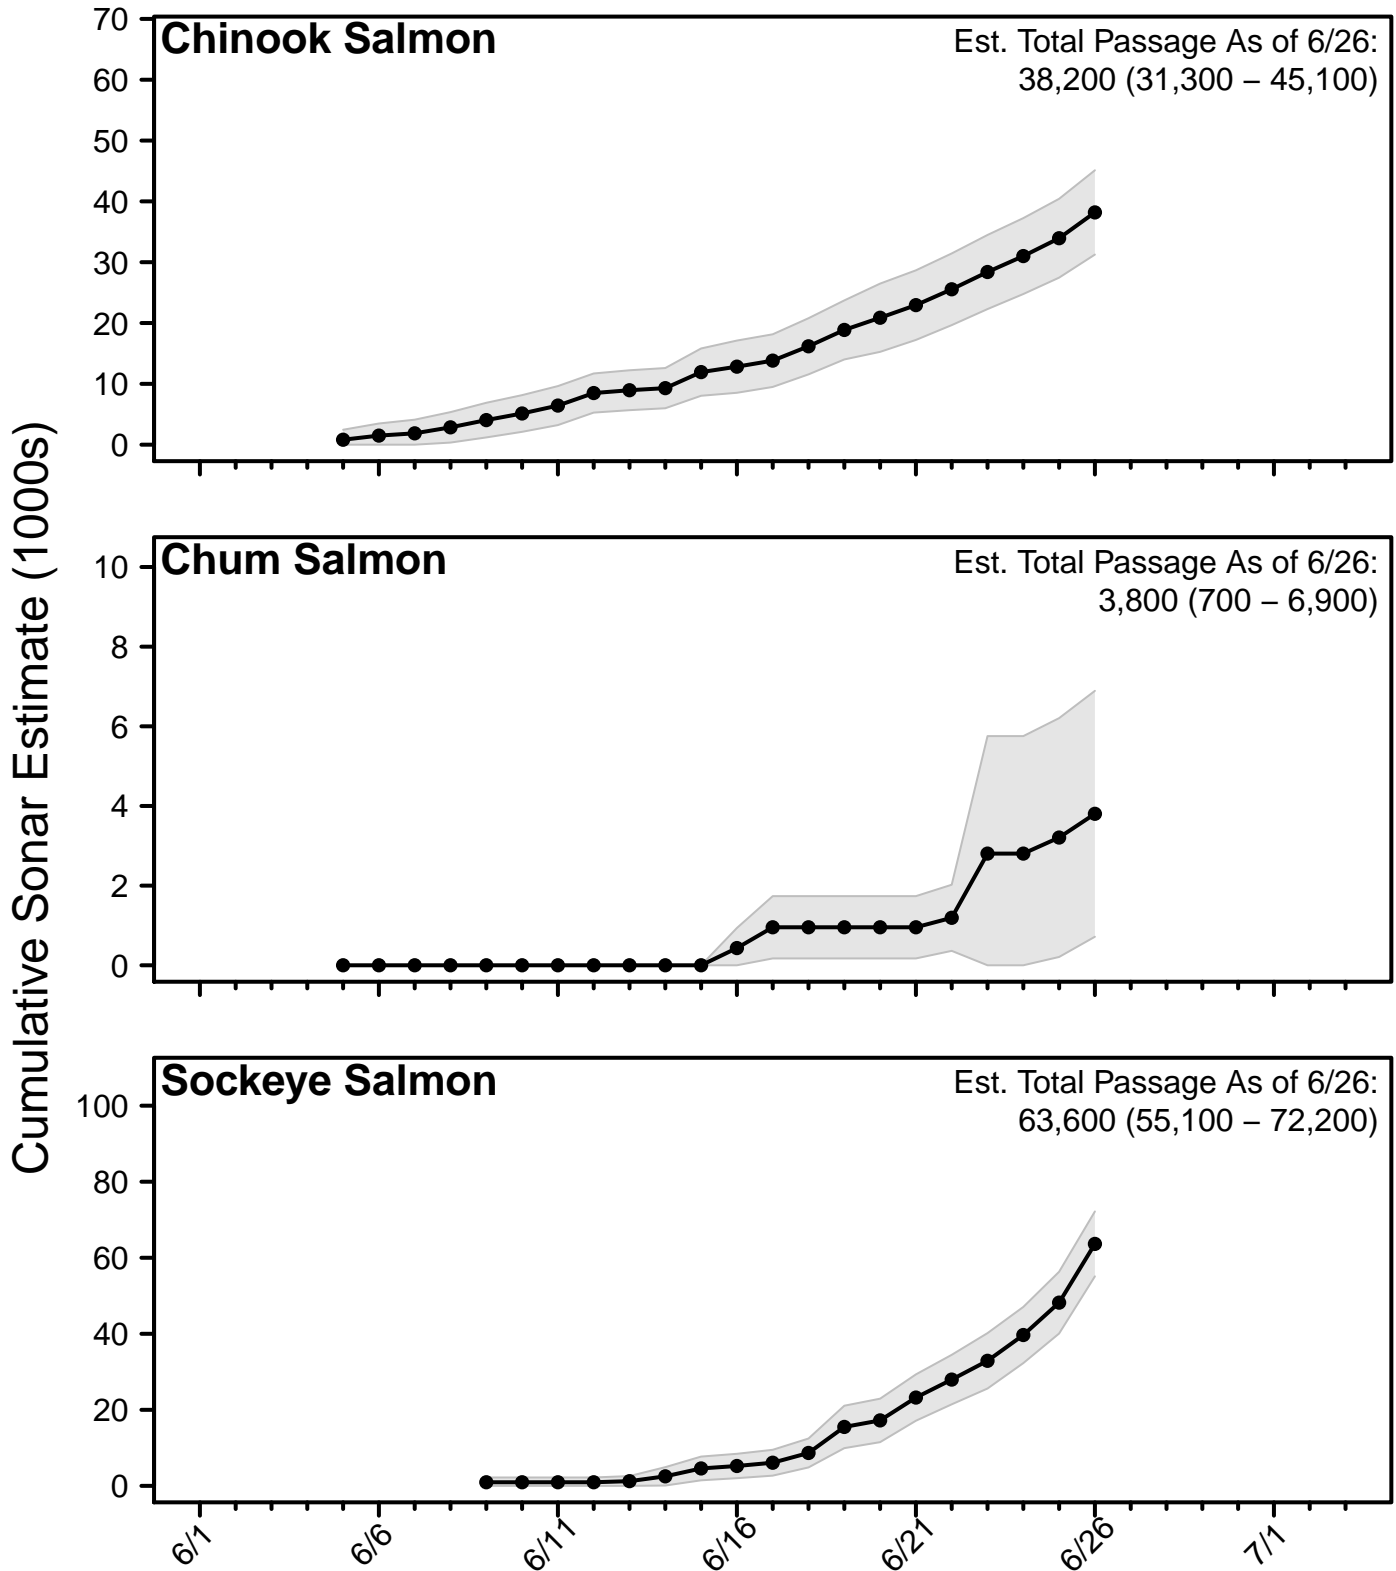 Cumulative Sonar Estimate (1000s)
Chinook Salmon
Est. Total Passage As of 6/26:
38,200 (31,300 – 45,100)
70
60
50
40
30
20
10
0
Chum Salmon
Est. Total Passage As of 6/26:
3,800 (700 – 6,900)
10
8
6
4
2
0
Sockeye Salmon
Est. Total Passage As of 6/26:
63,600 (55,100 – 72,200)
100
80
60
40
20
0
6/1 6/6 6/11 6/16 6/21 6/26 7/1